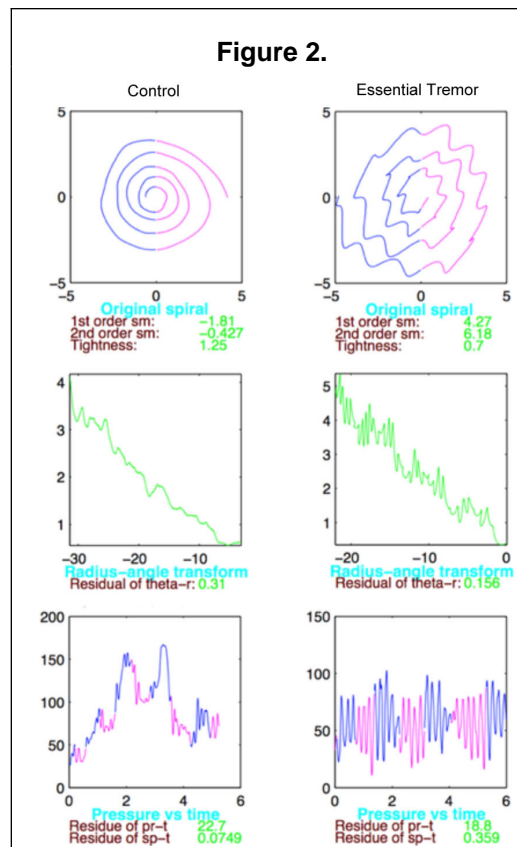 Figure 2.
Control
Essential Tremor
5
0
−5
−5 0 5
Original spiral
1st order sm: −1.81
2nd order sm: −0.427
Tightness: 1.25
5
0
−5
−5 0 5
Original spiral
1st order sm: 4.27
2nd order sm: 6.18
Tightness: 0.7
4
3
2
1
−30 −20 −10
Radius−angle transform
Residual of theta−r: 0.31
5
4
3
2
1
−20 −10 0
Radius−angle transform
Residual of theta−r: 0.156
200
150
100
50
0
0 2 4 6
Pressure vs time
Residue of pr−t 22.7
Residue of sp−t 0.0749
150
100
50
0
0 2 4 6
Pressure vs time
Residue of pr−t 18.8
Residue of sp−t 0.359